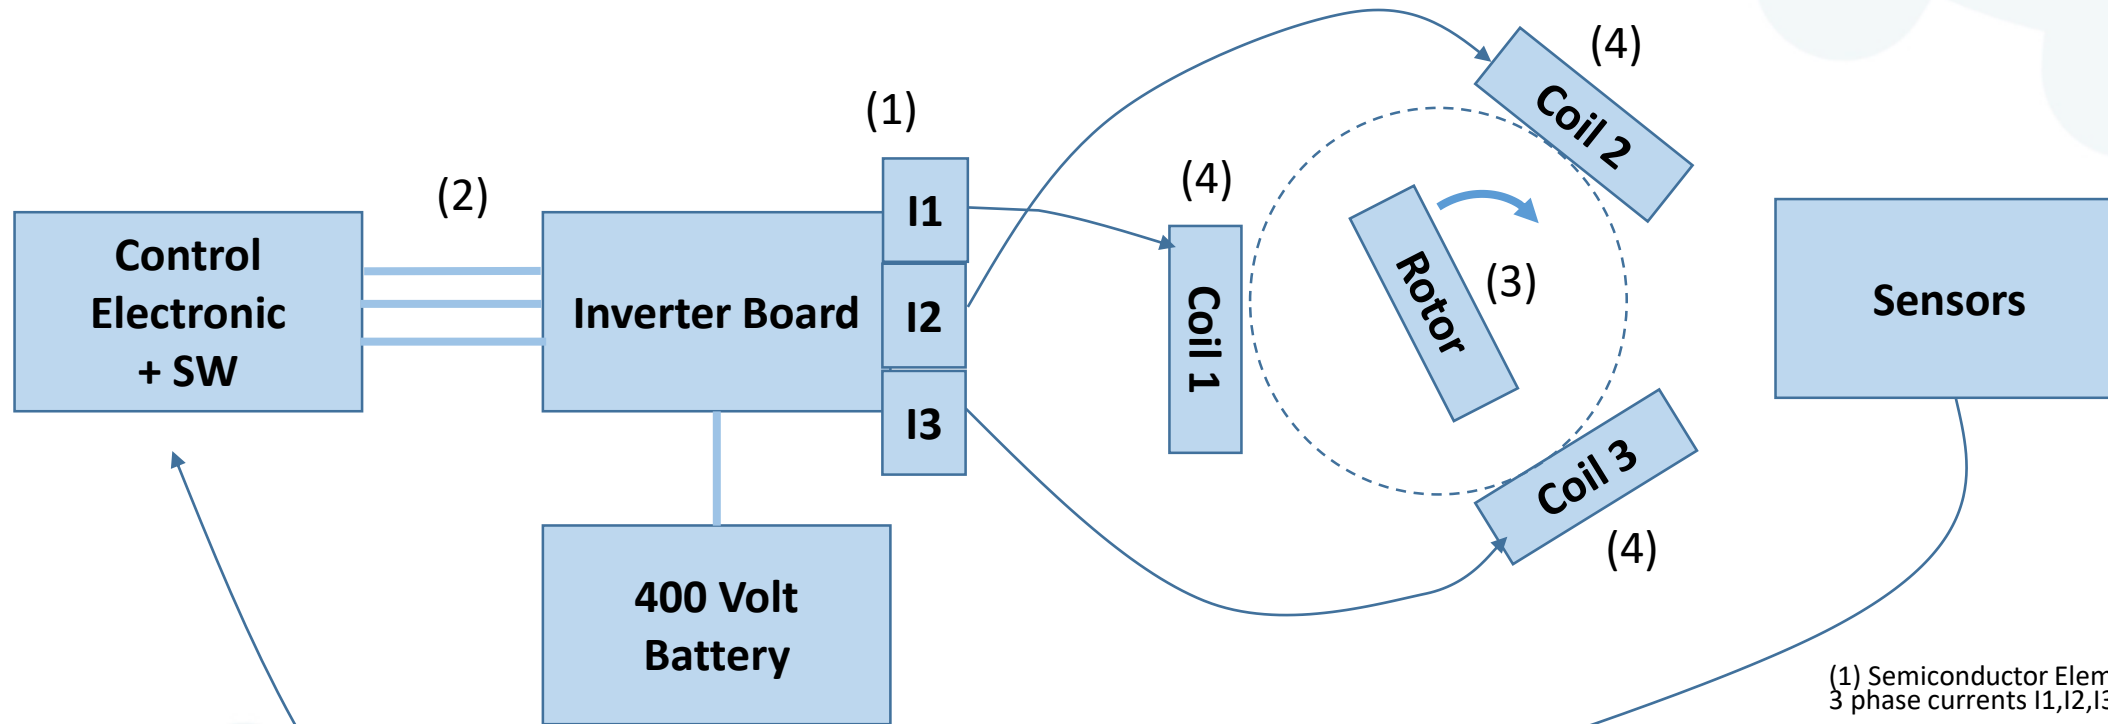 (4)
(1)
Coil 2
(4)
(2)
I1
Control
Electronic
+ SW
Inverter Board
I2
Coil 1
Rotor
(3)
Sensors
I3
Coil 3
(4)
400 Volt
Battery
(1) Semiconductor
3 phase currents I1,I2,